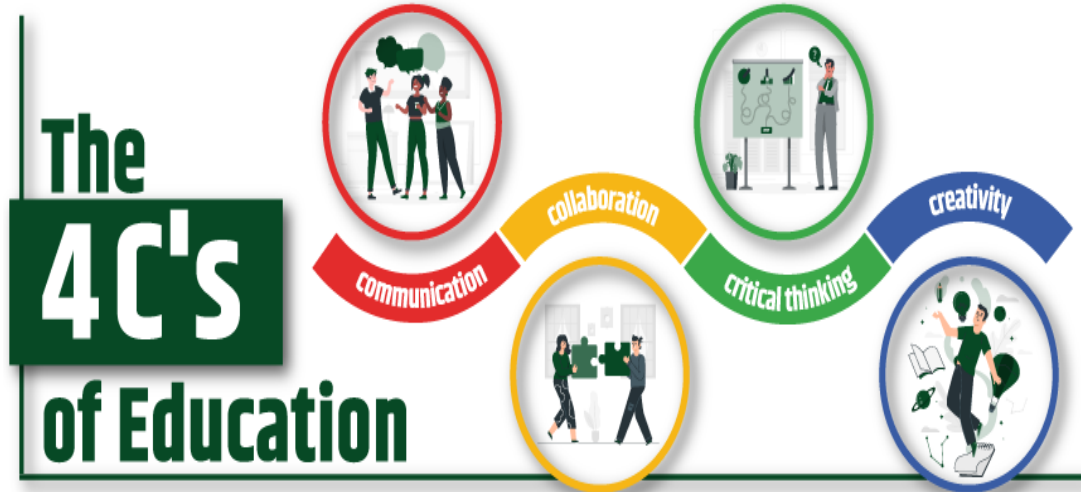 The
4C's
of Education
communication
collaboration
critical thinking
creativity
?